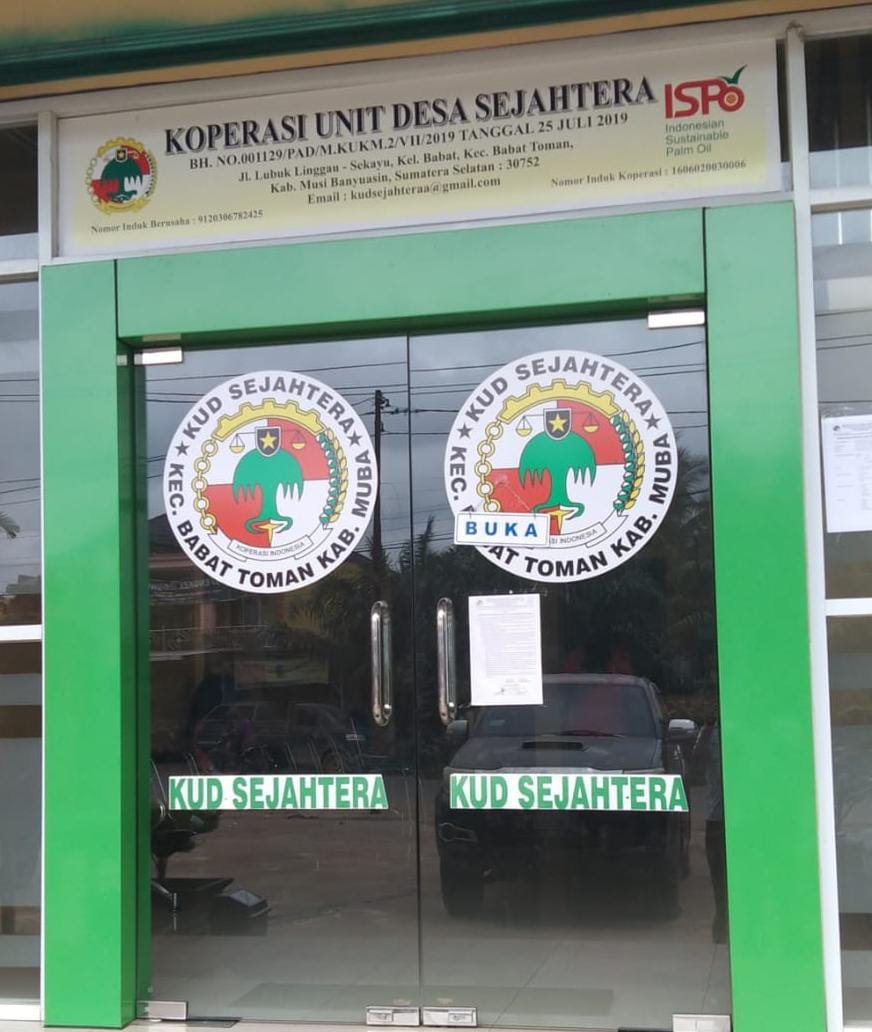 KOPERASI UNIT DESA SEJAHTERA
BH. NO.001129/PAD/M.KUKM.2/VII/2019 TANGGAL 25 JULI 2019
Jl. Lubuk Linggau - Sekayu, Kel. Babat, Kec. Babat Toman,
Kab. Musi Banyuasin, Sumatera Selatan : 30752
Email : kudsejahteraa@gmail.com
Nomor Induk Berusaha : 9120306782425
Nomor Induk Koperasi : 1606020030006
ISPO
Indonesian
Sustainable
Palm Oil
KUD SEJAHTERA
KEC. BABAT TOMAN KAB. MUBA
KOPERASI INDONESIA
KUD SEJAHTERA
KEC. BABAT TOMAN KAB. MUBA
INDONESIA
BUKA
KUD SEJAHTERA
KUD SEJAHTERA